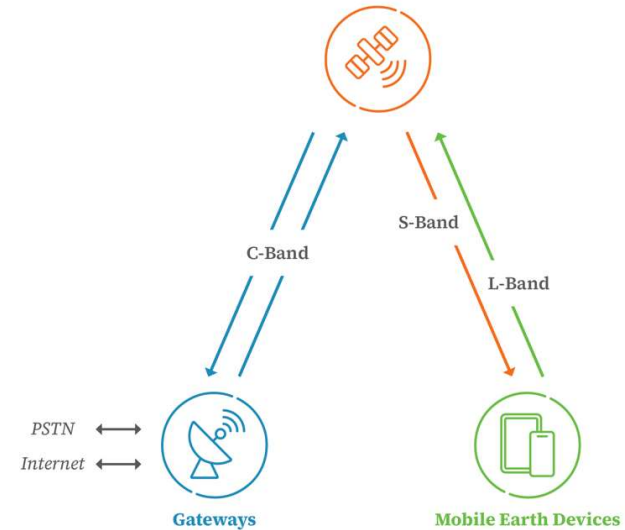 S-Band
C-Band
L-Band
PSTN
Internet
Gateways
Mobile Earth Devices